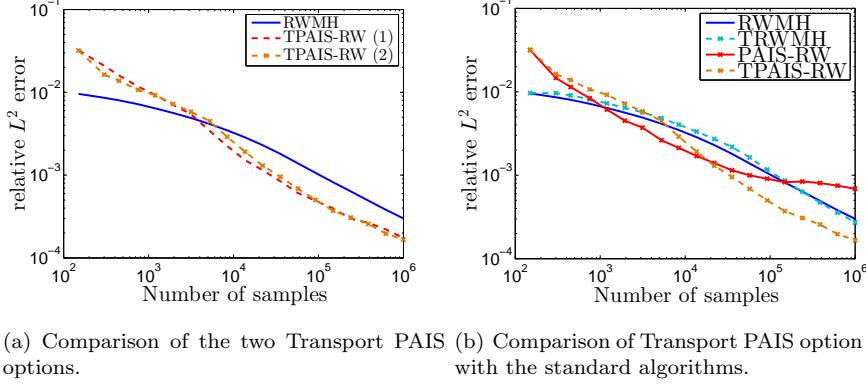 10^{-1}
10^{-2}
10^{-3}
10^{-4}
relative L^2 error
RWMH
TPAIS-RW (1)
TPAIS-RW (2)
10^2 10^3 10^4 10^5 10^6
Number of samples
10^{-1}
10^{-2}
10^{-3}
10^{-4}
relative L^2 error
RWMH
TRWMH
PAIS-RW
TPAIS-RW
10^2 10^3 10^4 10^5 10^6
Number of samples
(a) Comparison of the two Transport PAIS
options.
(b) Comparison of Transport PAIS option
with the standard algorithms.